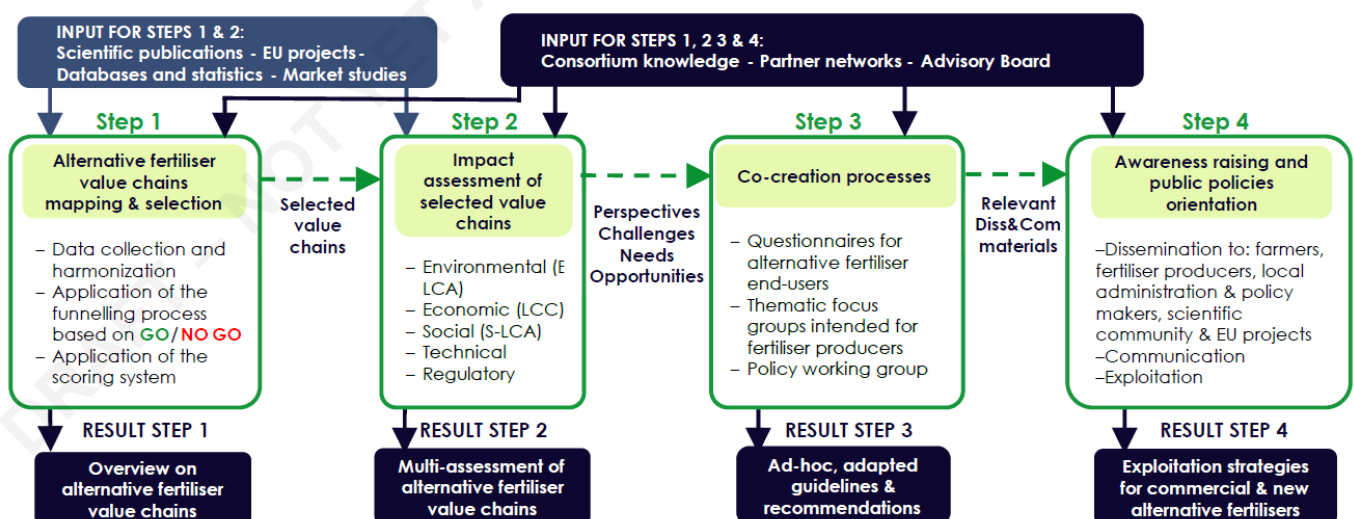 INPUT FOR STEPS 1 & 2:
Scientific publications - EU projects -
Databases and statistics - Market studies
INPUT FOR STEPS 1, 2 3 & 4:
Consortium knowledge - Partner networks - Advisory Board
Step 1
Alternative fertiliser
value chains
mapping & selection
– Data collection and
harmonization
– Application of the
funnelling process
based on GO/NO GO
– Application of the
scoring system
Selected
value
chains
Step 2
Impact
assessment of
selected value
chains
– Environmental (E
LCA)
– Economic (LCC)
– Social (S-LCA)
– Technical
– Regulatory
Perspectives
Challenges
Needs
Opportunities
Step 3
Co-creation processes
– Questionnaires for
alternative fertiliser
end-users
– Thematic focus
groups intended for
fertiliser producers
– Policy working group
Relevant
Diss&Com
materials
Step 4
Awareness raising and
public policies
orientation
–Dissemination to: farmers,
fertiliser producers, local
administration & policy
makers, scientific
community & EU projects
–Communication
–Exploitation
RESULT STEP 1
Overview on
alternative fertiliser
value chains
RESULT STEP 2
Multi-assessment of
alternative fertiliser
value chains
RESULT STEP 3
Ad-hoc, adapted
guidelines &
recommendations
RESULT STEP 4
Exploitation strategies
for commercial & new
alternative fertilisers
DRAFT – NOT YET A